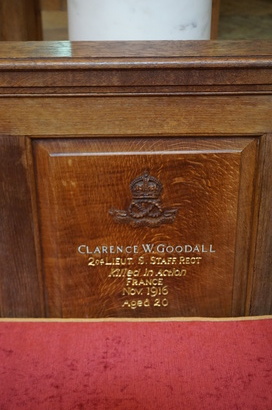 CLARENCE W. GOODALL
2nd LIEUT. S. STAFF. REGT
Killed In Action
FRANCE
Nov. 1916
Aged 20